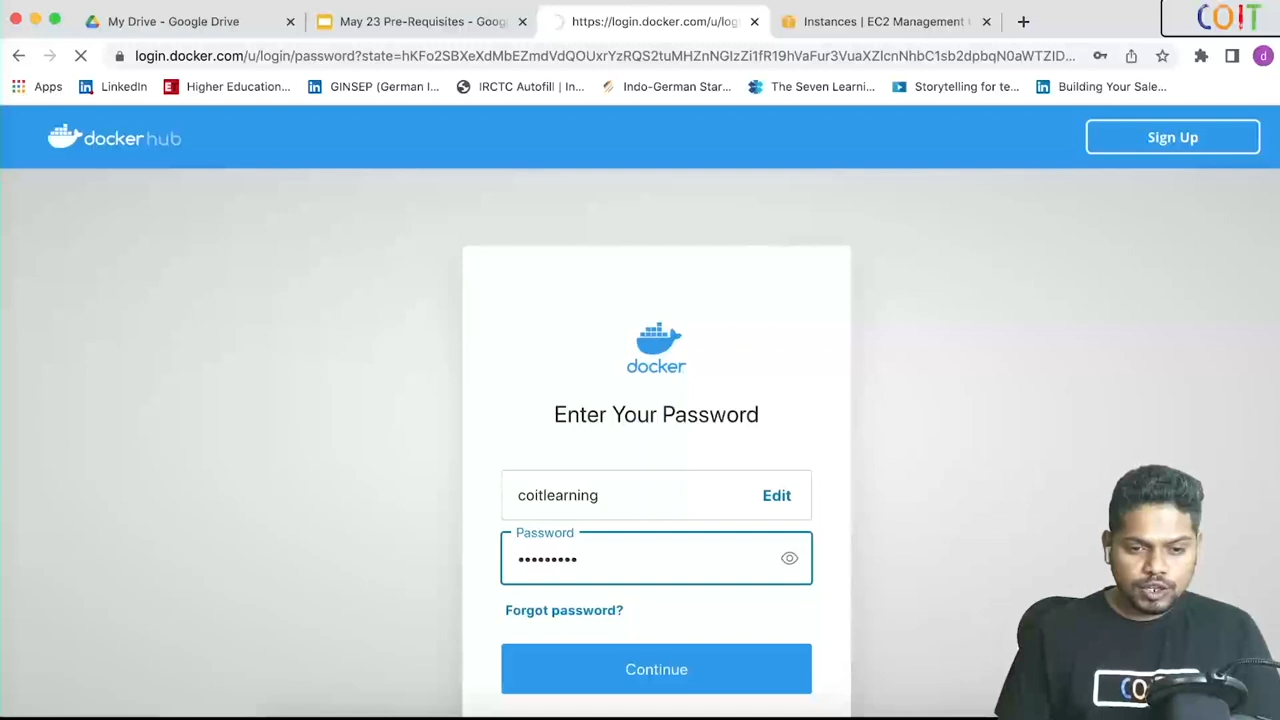 My Drive - Google Drive
May 23 Pre-Requisites - Goog
https://login.docker.com/u/log
Instances | EC2 Management
COIT
login.docker.com/u/login/password?state=hKFo2SBXeXdMbEZmdVdQOUxrYzRQS2tuMHZnNGIzZi1fR19hVaFur3VuaXZlcnNhbC1sb2dpbqN0aWTZID...
d
Apps
LinkedIn
Higher Education...
GINSEP (German I...
IRCTC Autofill | In...
Indo-German Star...
The Seven Learni...
Storytelling for te...
Building Your Sale...
docker hub
Sign Up
docker
Enter Your Password
coitlearning
Edit
Password
•••••••••
Forgot password?
Continue